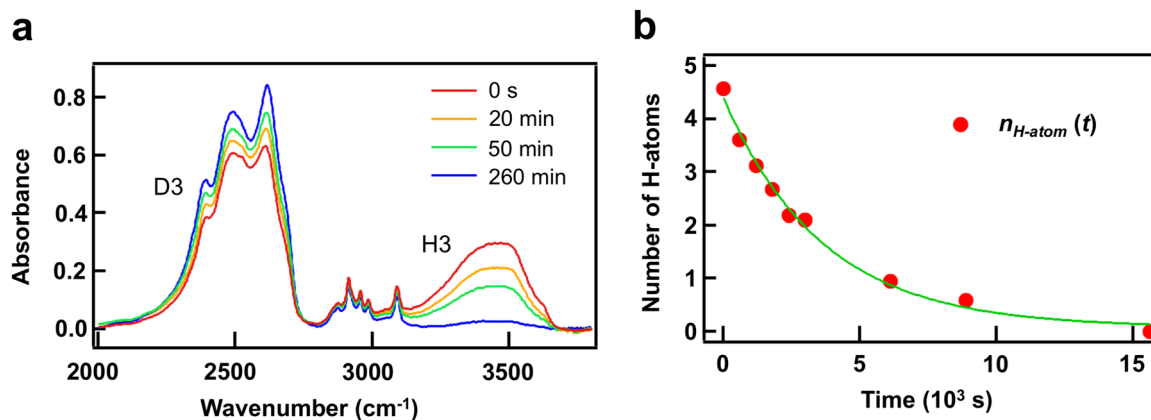 a
Absorbance
0.8
0.6
0.4
0.2
0.0
D3
H3
0 s
20 min
50 min
260 min
2000
2500
3000
3500
Wavenumber (cm⁻¹)
b
Number of H-atoms
5
4
3
2
1
0
n_H-atom (t)
0
5
10
15
Time (10³ s)